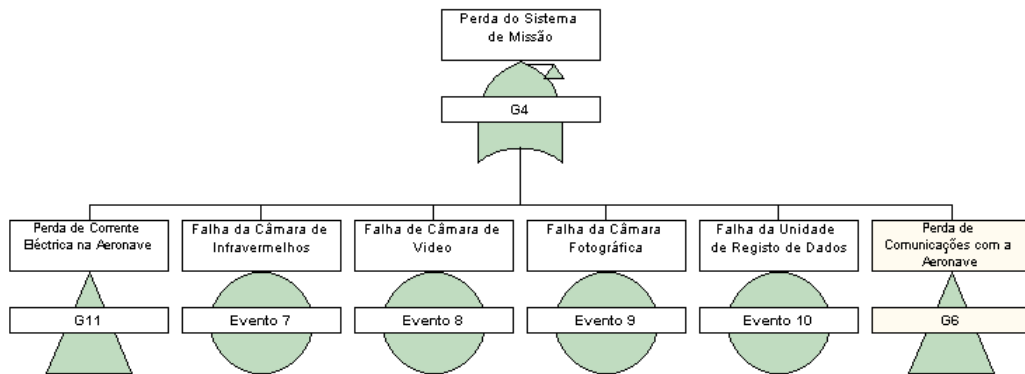 Perda do Sistema
de Missão
G4
Perda de Corrente
Eléctrica na Aeronave
G11
Falha da Câmara de
Infravermelhos
Evento 7
Falha de Câmara de
Video
Evento 8
Falha da Câmara
Fotográfica
Evento 9
Falha da Unidade
de Registo de Dados
Evento 10
Perda de
Comunicações com a
Aeronave
G6